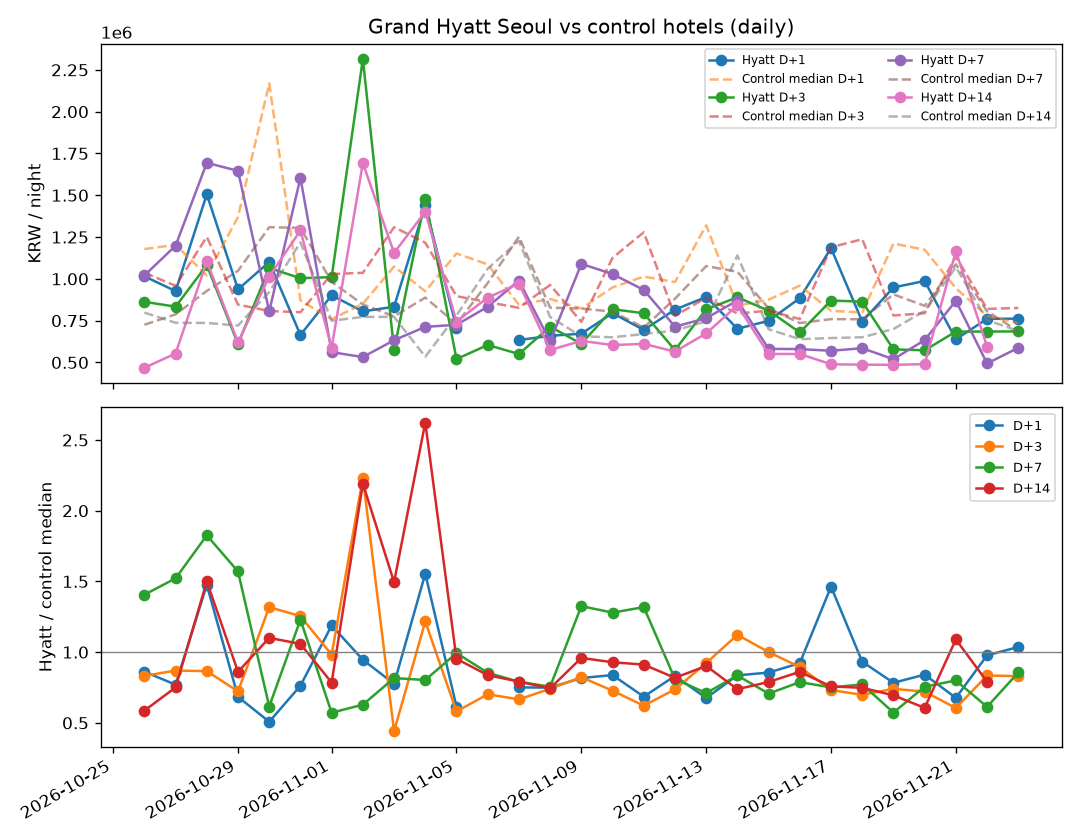 Grand Hyatt Seoul vs control hotels (daily)
1e6
KRW / night
2.25
2.00
1.75
1.50
1.25
1.00
0.75
0.50
Hyatt D+1
Control median D+1
Hyatt D+3
Control median D+3
Hyatt D+7
Control median D+7
Hyatt D+14
Control median D+14
Hyatt / control median
2.5
2.0
1.5
1.0
0.5
D+1
D+3
D+7
D+14
2026-10-25
2026-10-29
2026-11-01
2026-11-05
2026-11-09
2026-11-13
2026-11-17
2026-11-21